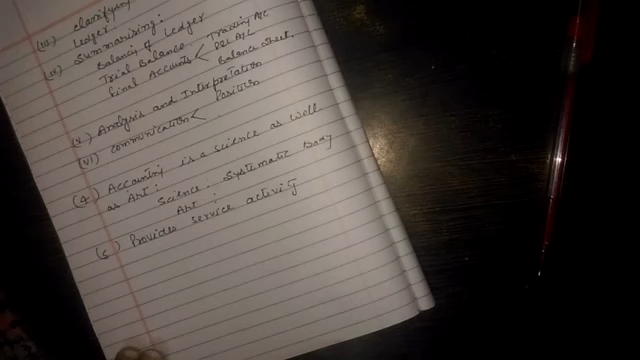 (iii) classifying
Ledger.
(iv) Summarising:
Balancing of Ledger
Trial Balance. Trading A/C
final Accounts < P&L A/C
Balance sheet.
(v) Analysis and Interpretation
(vi) communication < Position
(4) Accounting is a science as well
as Art:
Science: Systematic body
Art:
(5) Provides service activity